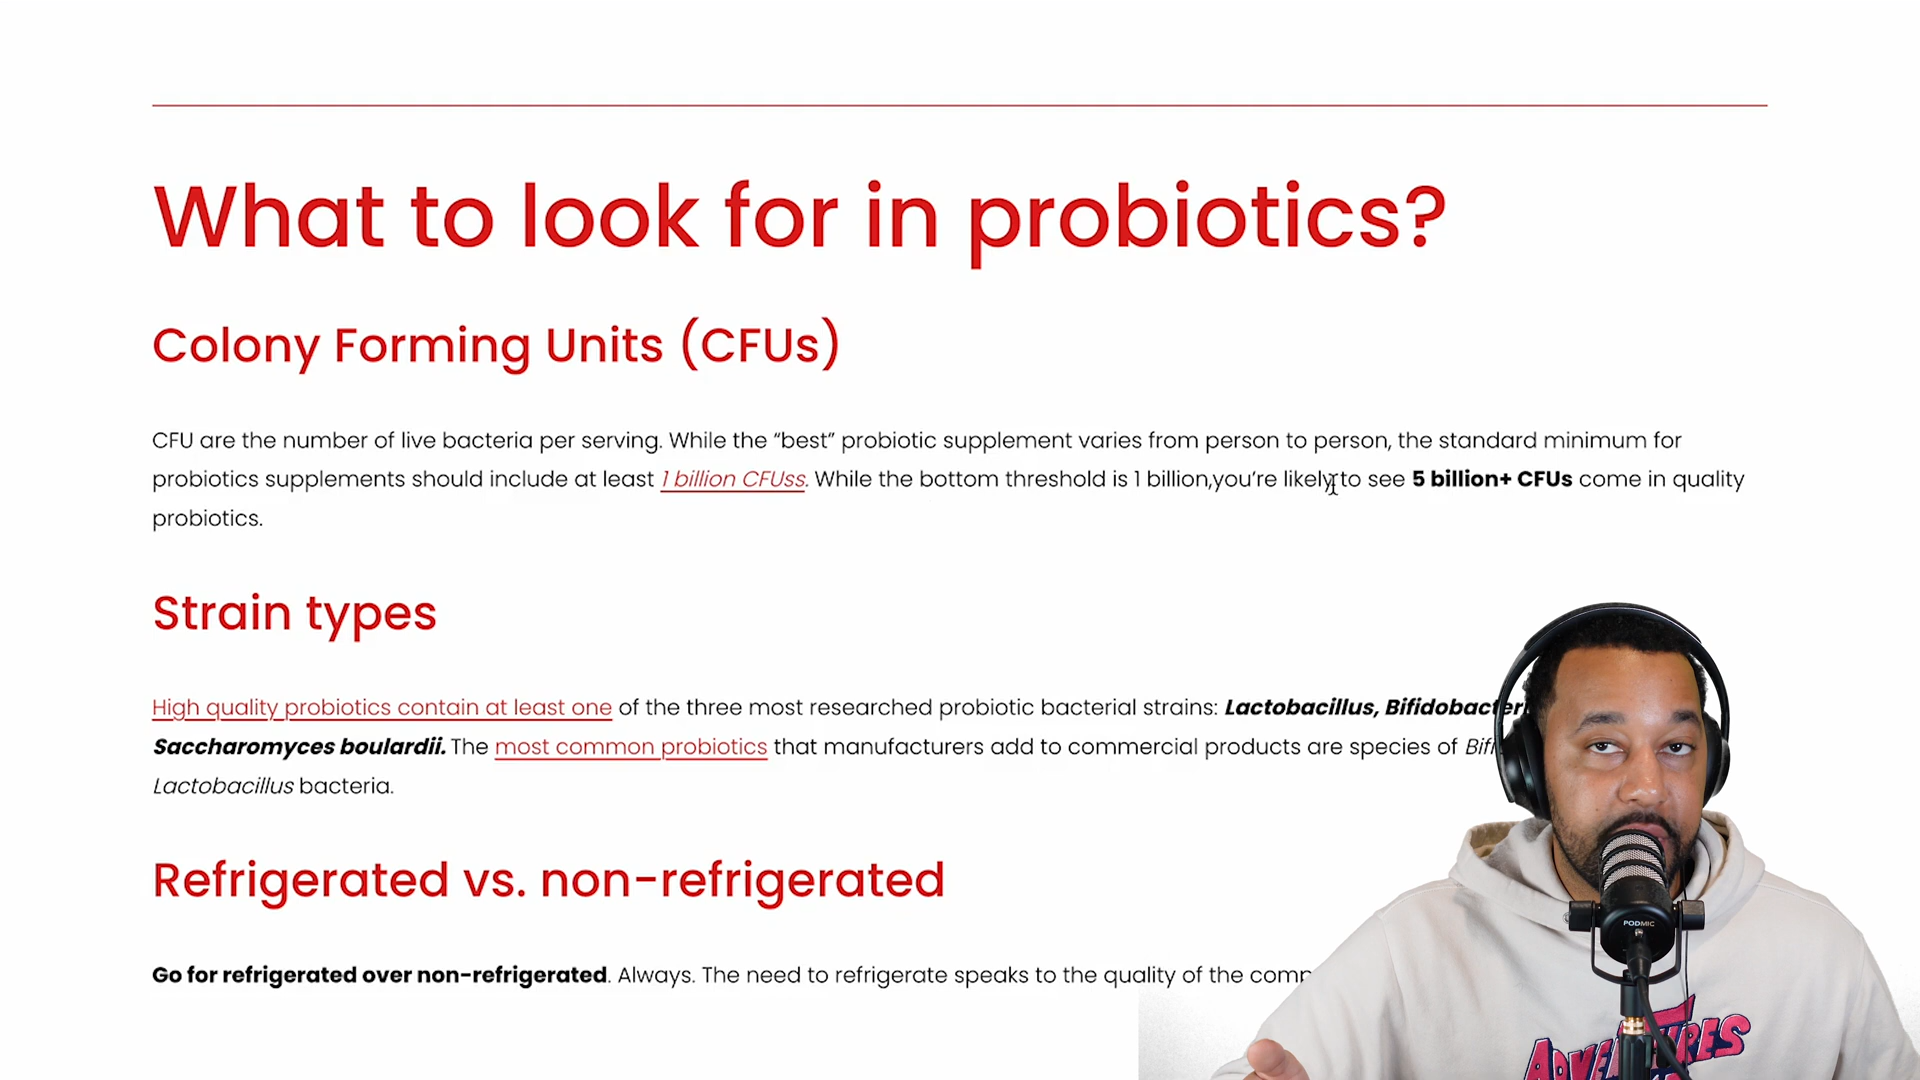 What to look for in probiotics?
Colony Forming Units (CFUs)
CFU are the number of live bacteria per serving. While the “best” probiotic supplement varies from person to person, the standard minimum for
probiotics supplements should include at least 1 billion CFUss. While the bottom threshold is 1 billion,you’re likely to see 5 billion+ CFUs come in quality
probiotics.
Strain types
High quality probiotics contain at least one of the three most researched probiotic bacterial strains: Lactobacillus,
Saccharomyces boulardii. The most common probiotics that manufacturers add to commercial products are species of
Lactobacillus bacteria.
Refrigerated vs. non-refrigerated
Go for refrigerated over non-refrigerated. Always. The need to refrigerate speaks to the quality of the
PODMIC